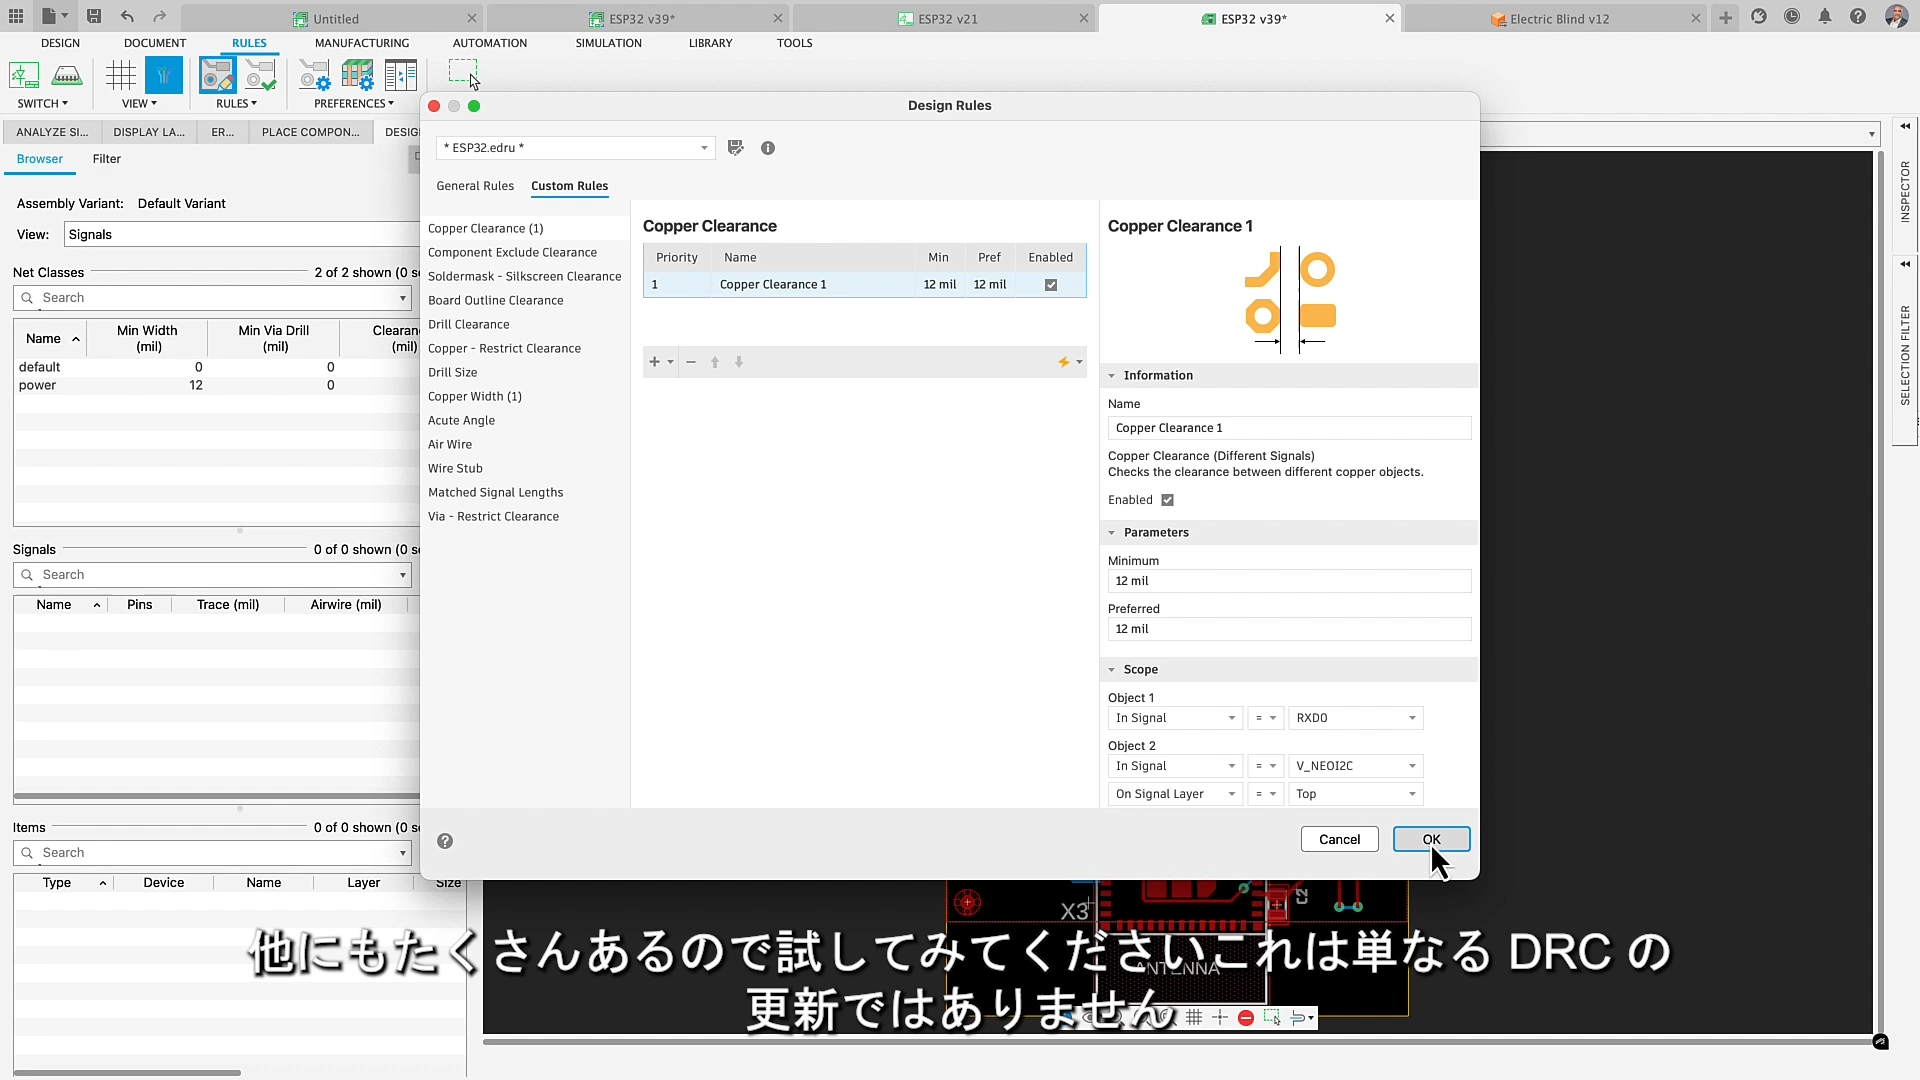 Untitled
ESP32 v39*
ESP32 v21
ESP32 v39*
Electric Blind v12
DESIGN
DOCUMENT
RULES
MANUFACTURING
AUTOMATION
SIMULATION
LIBRARY
TOOLS
SWITCH
VIEW
RULES
PREFERENCES
ANALYZE SI...
DISPLAY LA...
ER...
PLACE COMPON...
DESIG
Browser
Filter
Assembly Variant: Default Variant
View: Signals
Net Classes
2 of 2 shown (0 se
Search
Name
Min Width (mil)
Min Via Drill (mil)
Clearan (mil)
default 0 0
power 12 0
Signals
0 of 0 shown (0 se
Search
Name
Pins
Trace (mil)
Airwire (mil)
Items
0 of 0 shown (0 se
Search
Type
Device
Name
Layer
Size
Design Rules
* ESP32.edru *
General Rules
Custom Rules
Copper Clearance (1)
Component Exclude Clearance
Soldermask - Silkscreen Clearance
Board Outline Clearance
Drill Clearance
Copper - Restrict Clearance
Drill Size
Copper Width (1)
Acute Angle
Air Wire
Wire Stub
Matched Signal Lengths
Via - Restrict Clearance
Copper Clearance
Priority Name Min Pref Enabled
1 Copper Clearance 1 12 mil 12 mil
Copper Clearance 1
Information
Name
Copper Clearance 1
Copper Clearance (Different Signals)
Checks the clearance between different copper objects.
Enabled
Parameters
Minimum
12 mil
Preferred
12 mil
Scope
Object 1
In Signal = RXD0
Object 2
In Signal = V_NEOI2C
On Signal Layer = Top
Cancel
OK
INSPECTOR
SELECTION FILTER
X3
C2
ANTENNA
他にもたくさんあるので試してみてくださいこれは単なる DRC の
更新ではありません